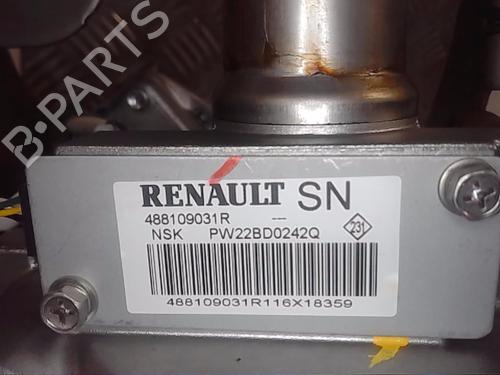 B-PARTS
RENAULT SN
488109031R ---
NSK PW22BD0242Q
231
488109031R116X18359